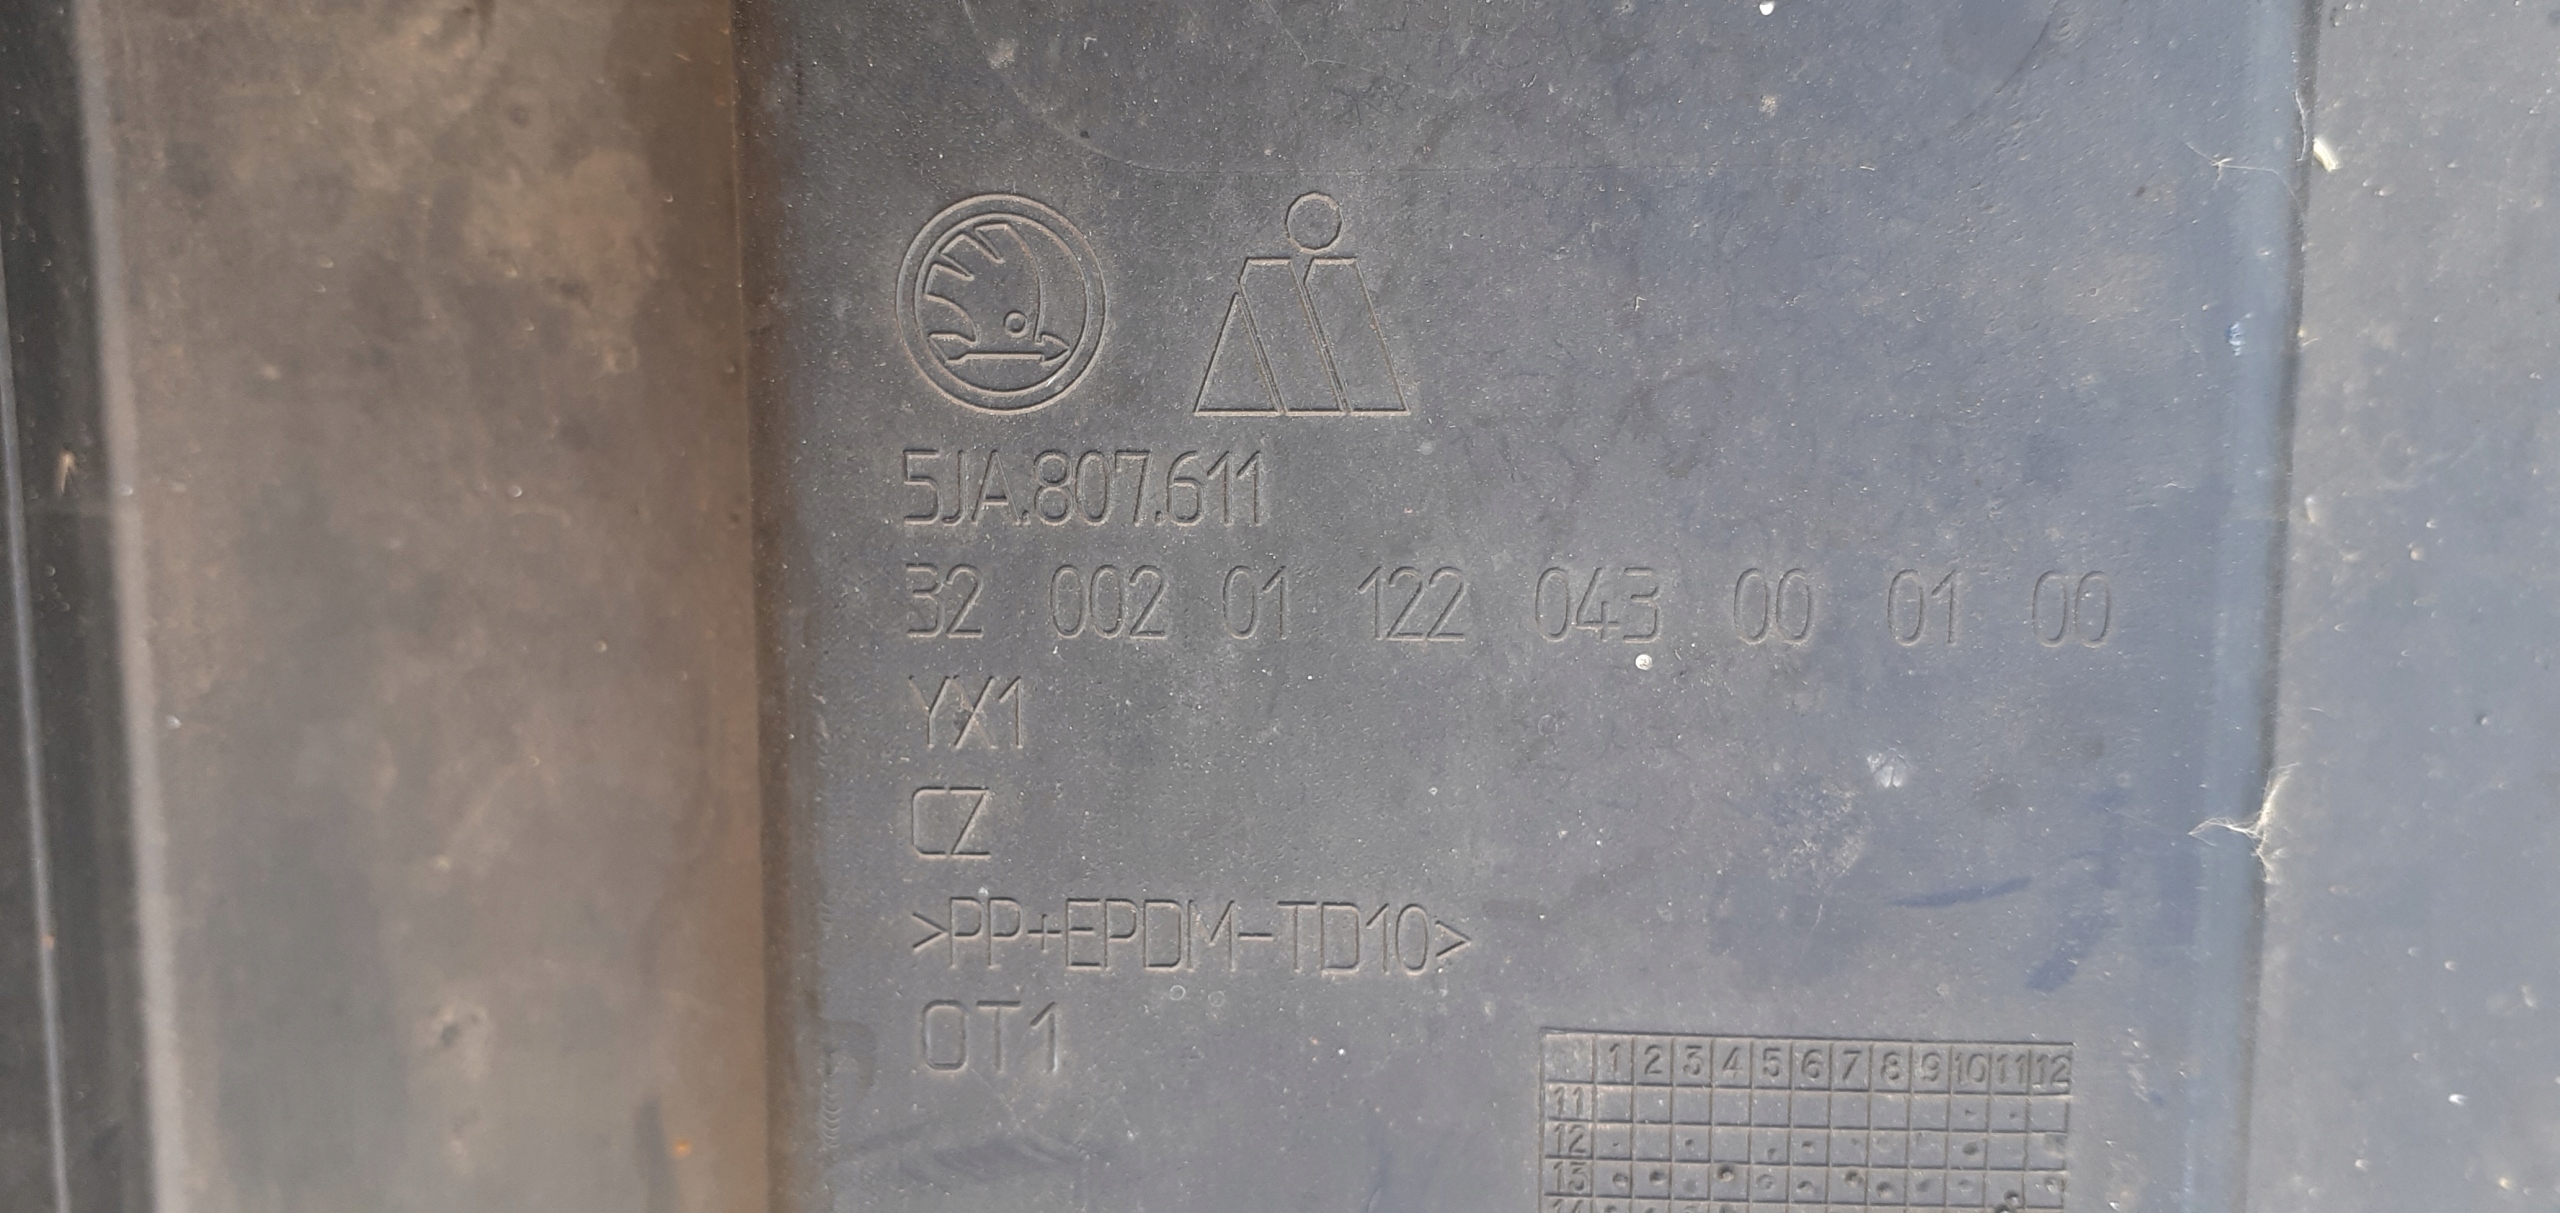 5JA.807.611
32 002 01 122 043 00 01 00
YX1
CZ
>PP+EPDM-TD10>
OT1
1 2 3 4 5 6 7 8 9 10 11 12
11
12
13
14